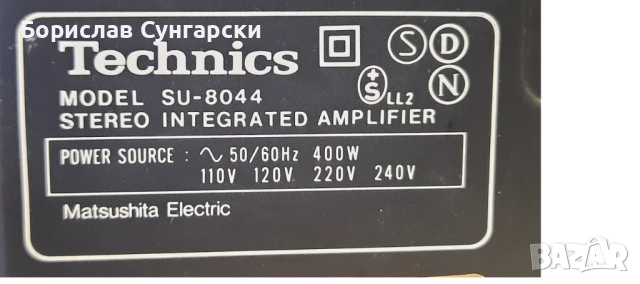 Борислав Сунгарски
Technics
S D
+S LL2 N
MODEL SU-8044
STEREO INTEGRATED AMPLIFIER
POWER SOURCE : ∿ 50/60Hz 400W
110V 120V 220V 240V
Matsushita Electric
BAZAR